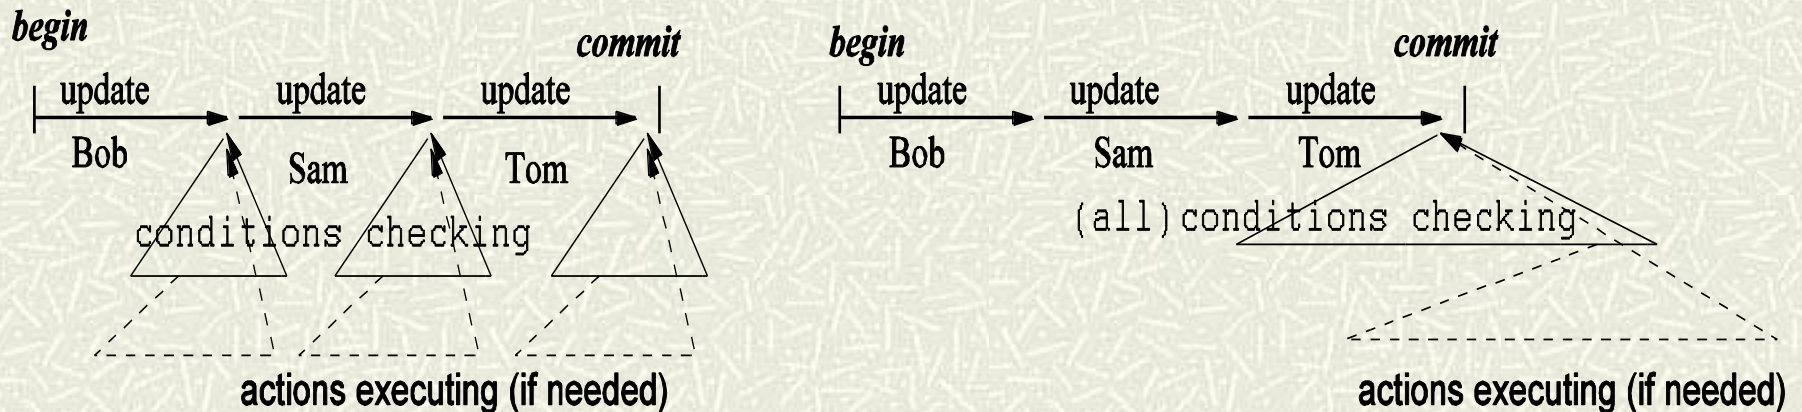 begin
commit
update update update
Bob
Sam
Tom
conditions checking
actions executing (if needed)
begin
commit
update update update
Bob
Sam
Tom
(all) conditions checking
actions executing (if needed)